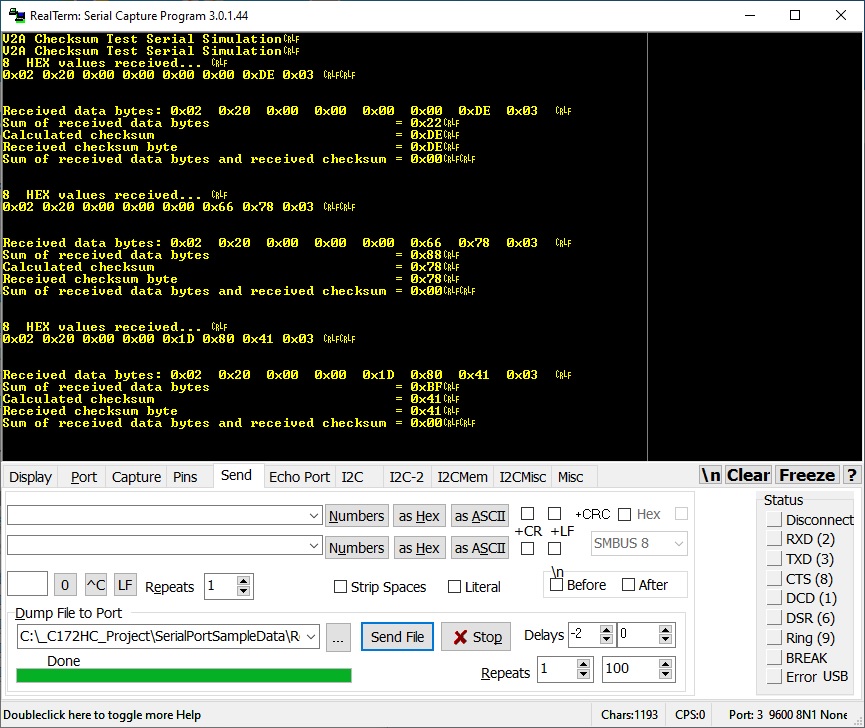 RealTerm: Serial Capture Program 3.0.1.44
V2A Checksum Test Serial SimulationCRLF
V2A Checksum Test Serial SimulationCRLF
8  HEX values received... CRLF
0x02 0x20 0x00 0x00 0x00 0x00 0xDE 0x03 CRLFCRLF
Received data bytes: 0x02  0x20  0x00  0x00  0x00  0x00  0xDE  0x03  CRLF
Sum of received data bytes = 0x22CRLF
Calculated checksum = 0xDECRLF
Received checksum byte = 0xDECRLF
Sum of received data bytes and received checksum = 0x00CRLFCRLF
8  HEX values received... CRLF
0x02 0x20 0x00 0x00 0x00 0x66 0x78 0x03 CRLFCRLF
Received data bytes: 0x02  0x20  0x00  0x00  0x00  0x66  0x78  0x03  CRLF
Sum of received data bytes = 0x88CRLF
Calculated checksum = 0x78CRLF
Received checksum byte = 0x78CRLF
Sum of received data bytes and received checksum = 0x00CRLFCRLF
8  HEX values received... CRLF
0x02 0x20 0x00 0x00 0x1D 0x80 0x41 0x03 CRLFCRLF
Received data bytes: 0x02  0x20  0x00  0x00  0x1D  0x80  0x41  0x03  CRLF
Sum of received data bytes = 0xBFCRLF
Calculated checksum = 0x41CRLF
Received checksum byte = 0x41CRLF
Sum of received data bytes and received checksum = 0x00CRLFCRLF
Display Port Capture Pins Send Echo Port I2C I2C-2 I2CMem I2CMisc Misc \n Clear Freeze ?
Numbers as Hex as ASCII +CR +LF +CRC Hex
Numbers as Hex as ASCII SMBUS 8
0 ^C LF Repeats 1 Strip Spaces Literal \n Before After
Dump File to Port
C:\_C172HC_Project\SerialPortSampleData\R ... Send File Stop Delays -2 0
Done
Repeats 1 100
Status
Disconnect
RXD (2)
TXD (3)
CTS (8)
DCD (1)
DSR (6)
Ring (9)
BREAK
Error USB
Doubleclick here to toggle more Help Chars:1193 CPS:0 Port: 3 9600 8N1 None